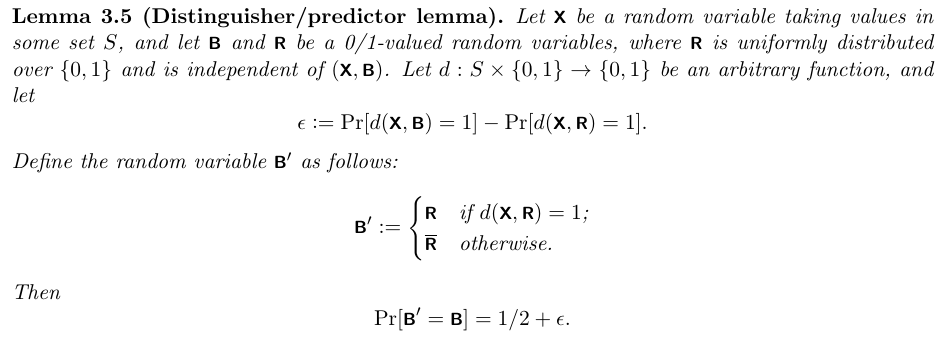 Lemma 3.5 (Distinguisher/predictor lemma). Let X be a random variable taking values in
some set S, and let B and R be a 0/1-valued random variables, where R is uniformly distributed
over {0, 1} and is independent of (X, B). Let d : S × {0, 1} → {0, 1} be an arbitrary function, and
let
ϵ := Pr[d(X, B) = 1] − Pr[d(X, R) = 1].
Define the random variable B′ as follows:
B′ := { R if d(X, R) = 1;
R̅ otherwise.
Then
Pr[B′ = B] = 1/2 + ϵ.